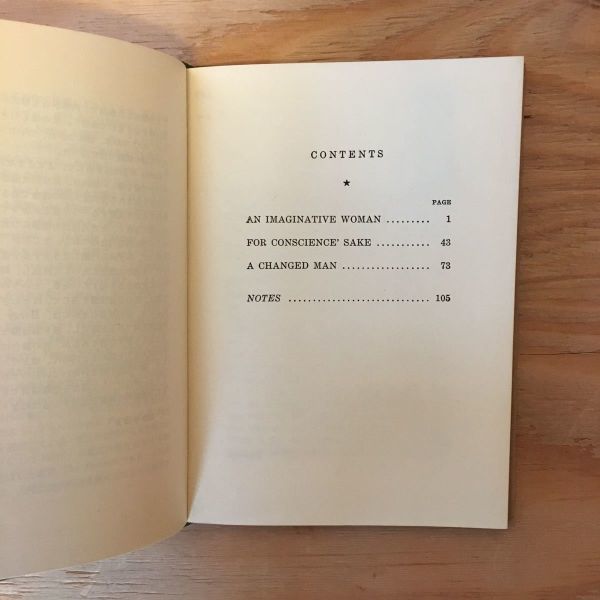 CONTENTS
★
PAGE
AN IMAGINATIVE WOMAN ......... 1
FOR CONSCIENCE' SAKE ........... 43
A CHANGED MAN .................. 73
NOTES ............................. 105